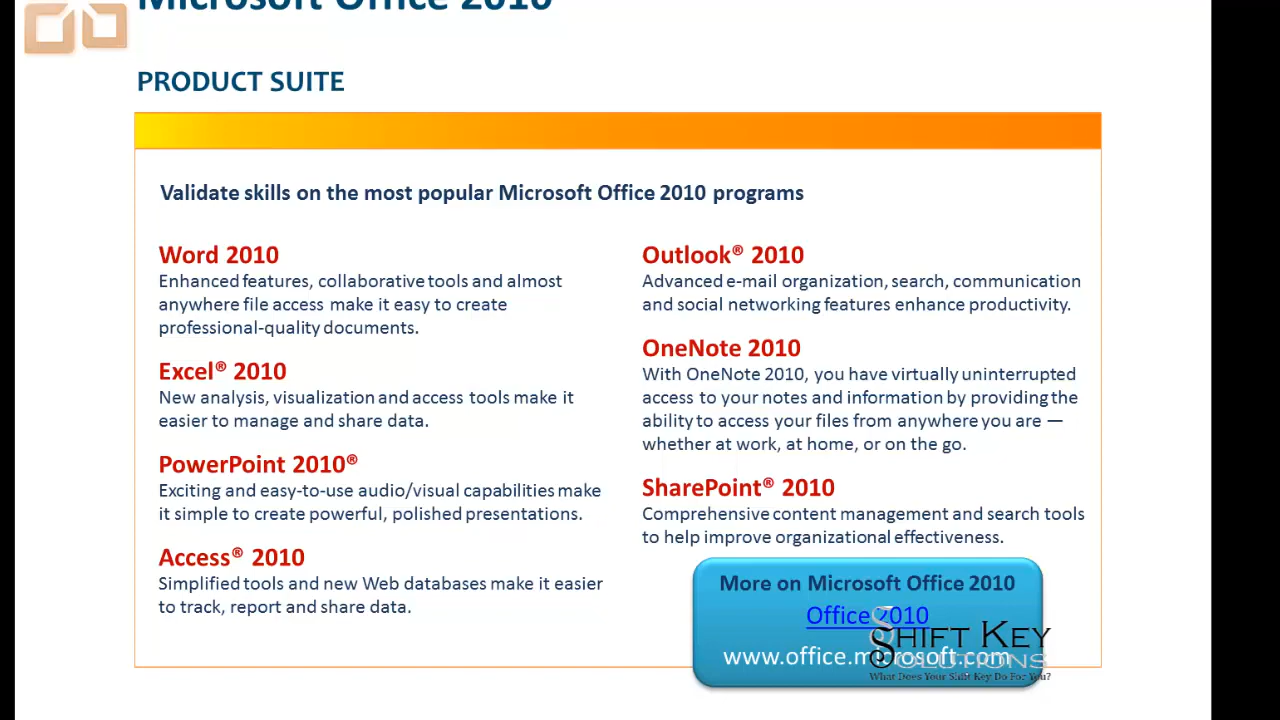 Microsoft Office 2010
PRODUCT SUITE
Validate skills on the most popular Microsoft Office 2010 programs
Word 2010
Enhanced features, collaborative tools and almost
anywhere file access make it easy to create
professional-quality documents.
Excel® 2010
New analysis, visualization and access tools make it
easier to manage and share data.
PowerPoint 2010®
Exciting and easy-to-use audio/visual capabilities make
it simple to create powerful, polished presentations.
Access® 2010
Simplified tools and new Web databases make it easier
to track, report and share data.
Outlook® 2010
Advanced e-mail organization, search, communication
and social networking features enhance productivity.
OneNote 2010
With OneNote 2010, you have virtually uninterrupted
access to your notes and information by providing the
ability to access your files from anywhere you are —
whether at work, at home, or on the go.
SharePoint® 2010
Comprehensive content management and search tools
to help improve organizational effectiveness.
More on Microsoft Office 2010
Office 2010
www.office.microsoft.com
SHIFT KEY
SOLUTIONS
What Does Your Shift Key Do For You?